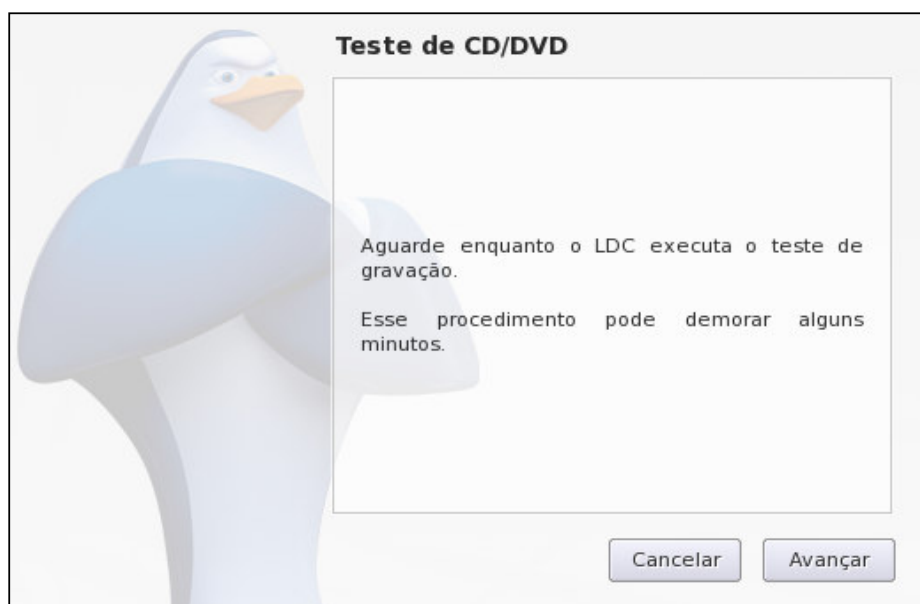 Teste de CD/DVD
Aguarde enquanto o LDC executa o teste de
gravação.
Esse procedimento pode demorar alguns
minutos.
Cancelar Avançar